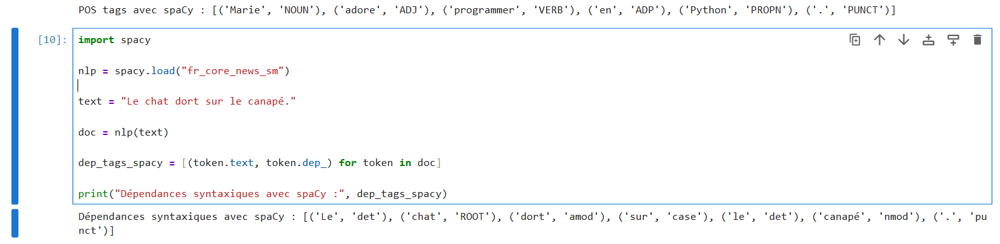 POS tags avec spaCy : [('Marie', 'NOUN'), ('adore', 'ADJ'), ('programmer', 'VERB'), ('en', 'ADP'), ('Python', 'PROPN'), ('.', 'PUNCT')]
[10]: import spacy
nlp = spacy.load("fr_core_news_sm")
text = "Le chat dort sur le canapé."
doc = nlp(text)
dep_tags_spacy = [(token.text, token.dep_) for token in doc]
print("Dépendances syntaxiques avec spaCy :", dep_tags_spacy)
Dépendances syntaxiques avec spaCy : [('Le', 'det'), ('chat', 'ROOT'), ('dort', 'amod'), ('sur', 'case'), ('le', 'det'), ('canapé', 'nmod'), ('.', 'pu
nct')]